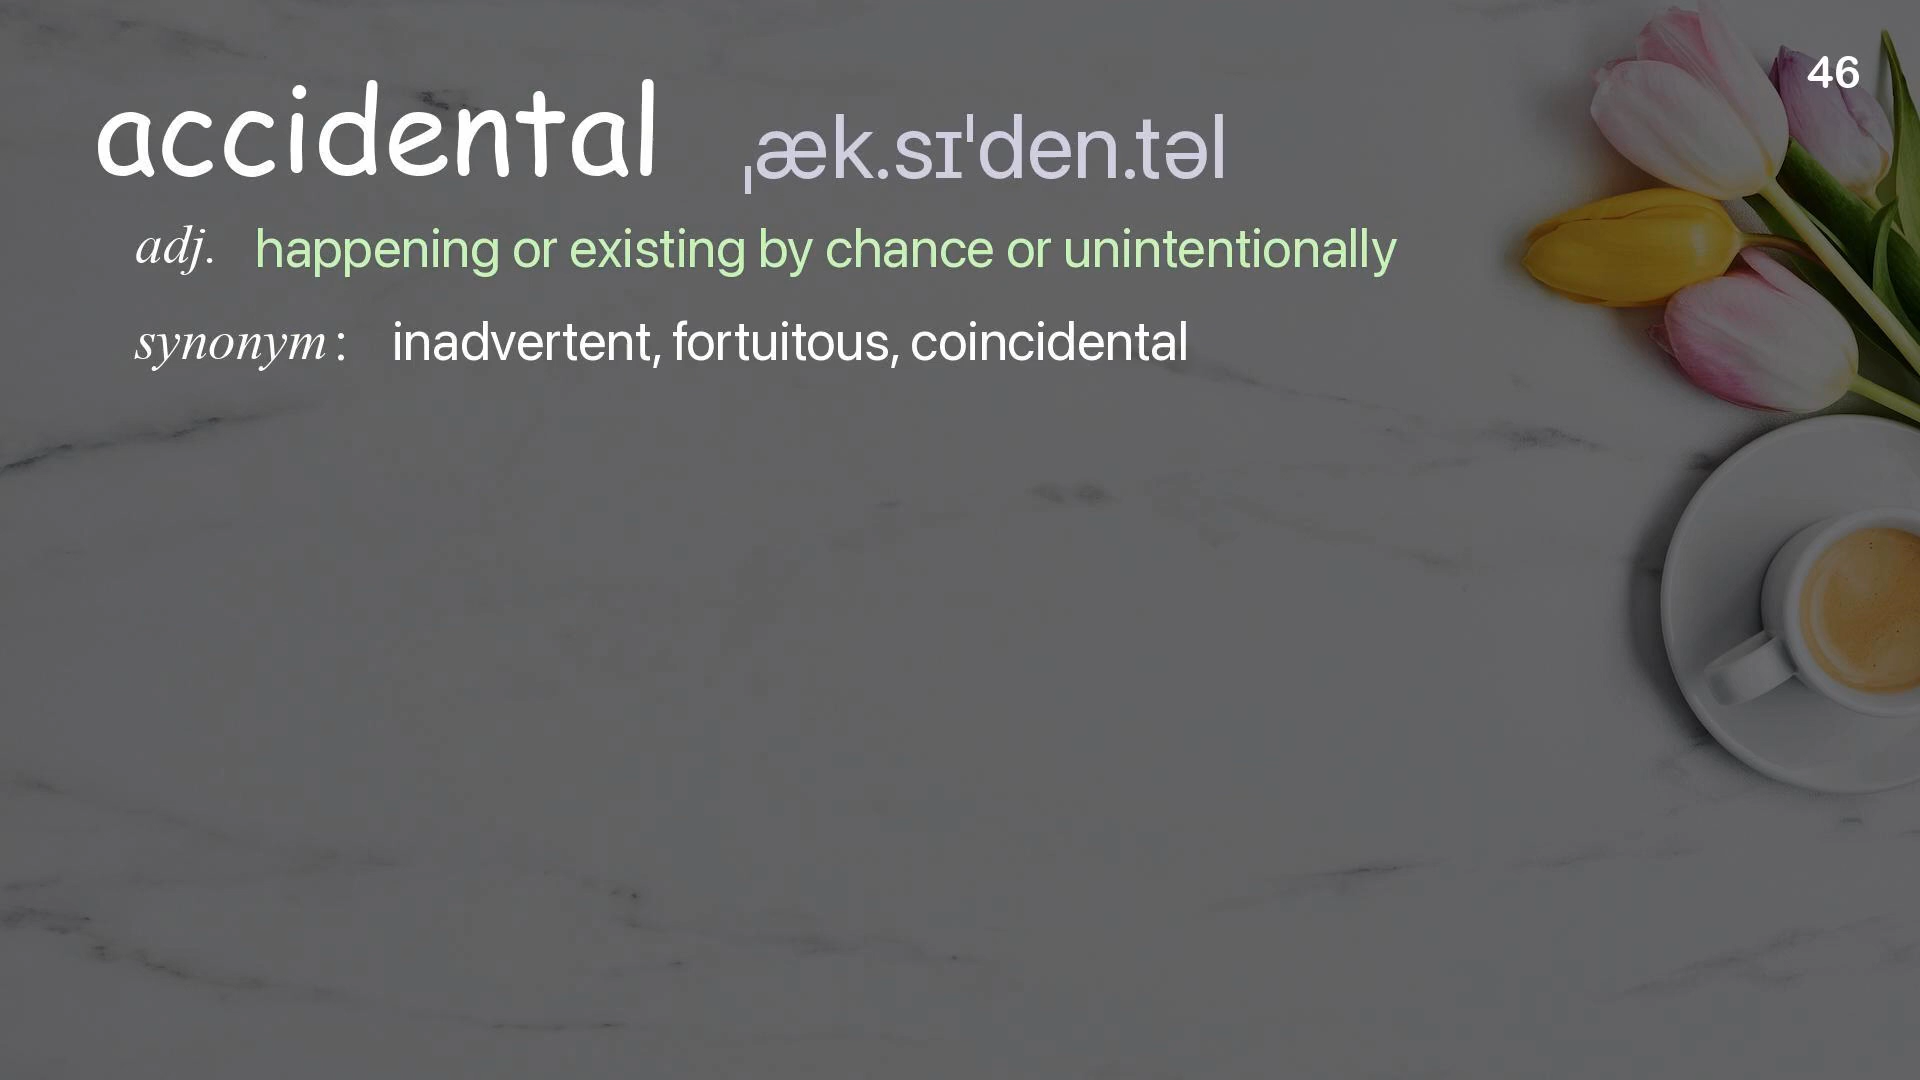 46
accidental ˌæk.sɪˈden.təl
adj. happening or existing by chance or unintentionally
synonym: inadvertent, fortuitous, coincidental